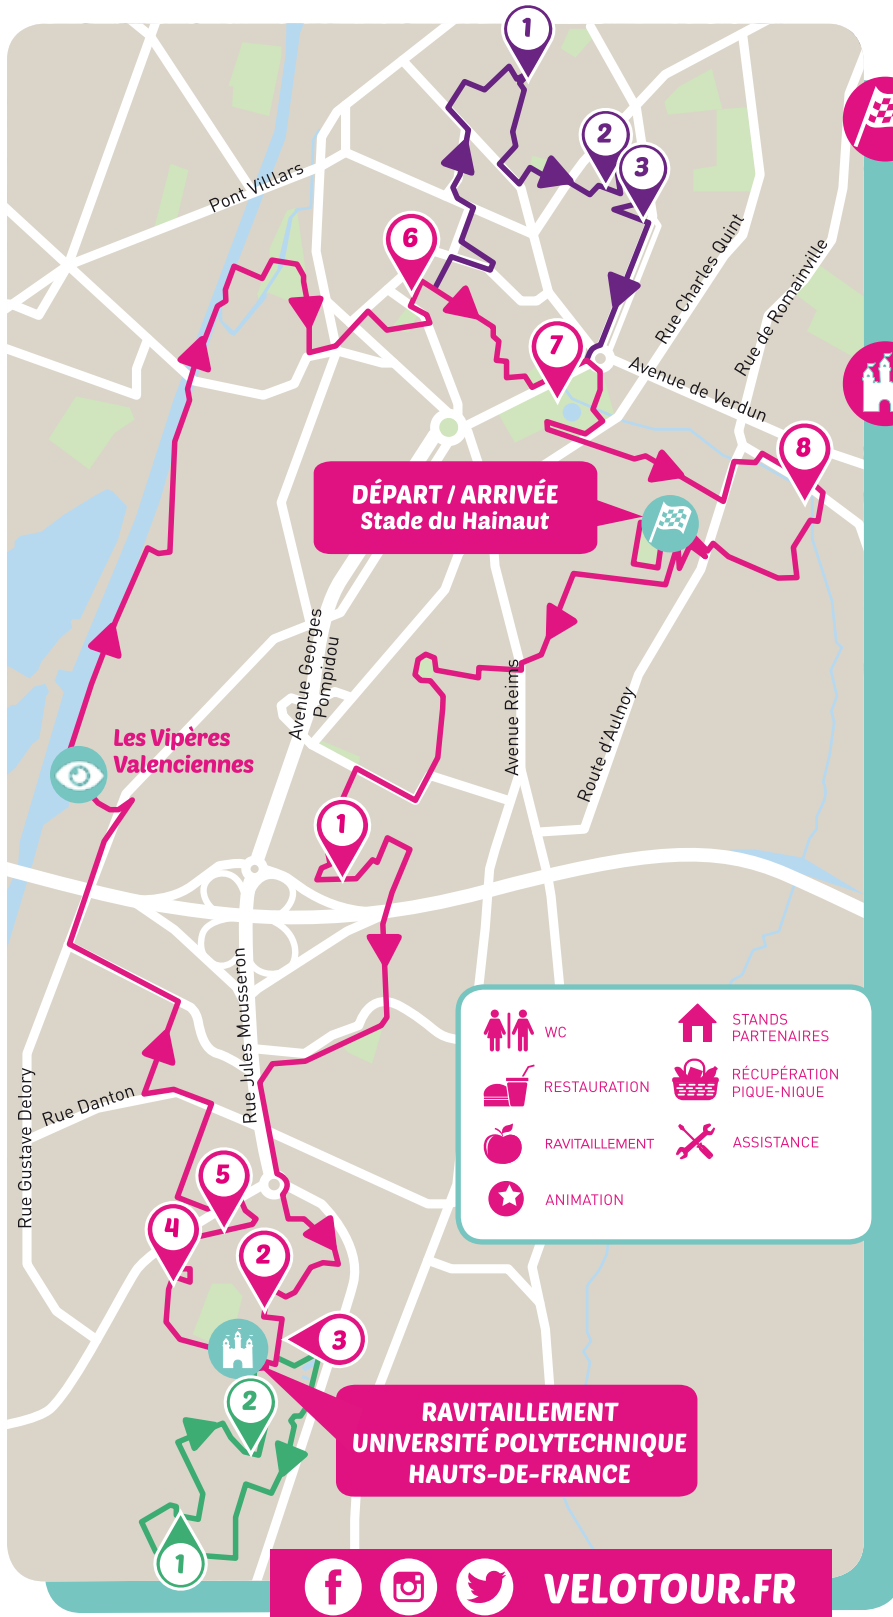 1
2
3
Pont Villlars
6
Rue Charles Quint
Rue de Romainville
7
Avenue de Verdun
8
DÉPART / ARRIVÉE
Stade du Hainaut
Avenue Georges
Pompidou
Avenue Reims
Route d'Aulnoy
Les Vipères
Valenciennes
1
Rue Jules Mousseron
WC
STANDS
PARTENAIRES
RESTAURATION
RÉCUPÉRATION
PIQUE-NIQUE
RAVITAILLEMENT
ASSISTANCE
ANIMATION
Rue Gustave Delory
Rue Danton
5
4
2
3
2
RAVITAILLEMENT
UNIVERSITÉ POLYTECHNIQUE
HAUTS-DE-FRANCE
1
VELOTOUR.FR